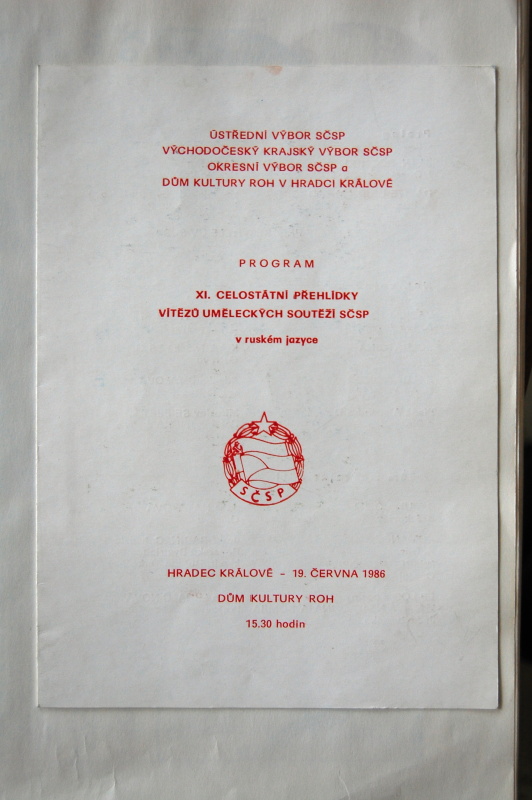 ÚSTŘEDNÍ VÝBOR SČSP
VÝCHODOČESKÝ KRAJSKÝ VÝBOR SČSP
OKRESNÍ VÝBOR SČSP a
DŮM KULTURY ROH V HRADCI KRÁLOVÉ
PROGRAM
XI. CELOSTÁTNÍ PŘEHLÍDKY
VÍTĚZŮ UMĚLECKÝCH SOUTĚŽÍ SČSP
v ruském jazyce
SČSP
HRADEC KRÁLOVÉ - 19. ČERVNA 1986
DŮM KULTURY ROH
15.30 hodin